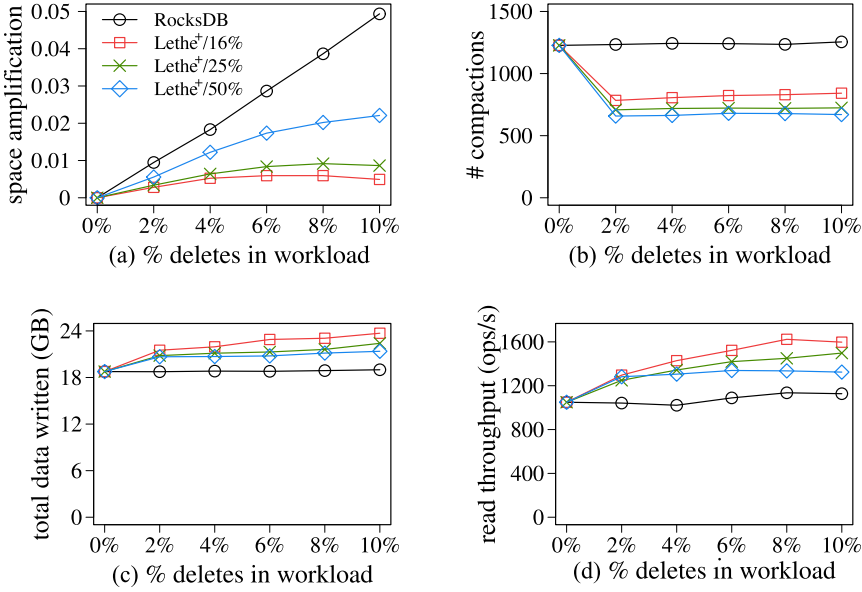 space amplification
0.05
0.04
0.03
0.02
0.01
0
RocksDB
Lethe⁺/16%
Lethe⁺/25%
Lethe⁺/50%
0% 2% 4% 6% 8% 10%
(a) % deletes in workload
# compactions
1500
1000
500
0
0% 2% 4% 6% 8% 10%
(b) % deletes in workload
total data written (GB)
24
18
12
6
0
0% 2% 4% 6% 8% 10%
(c) % deletes in workload
read throughput (ops/s)
1600
1200
800
400
0
0% 2% 4% 6% 8% 10%
(d) % deletes in workload